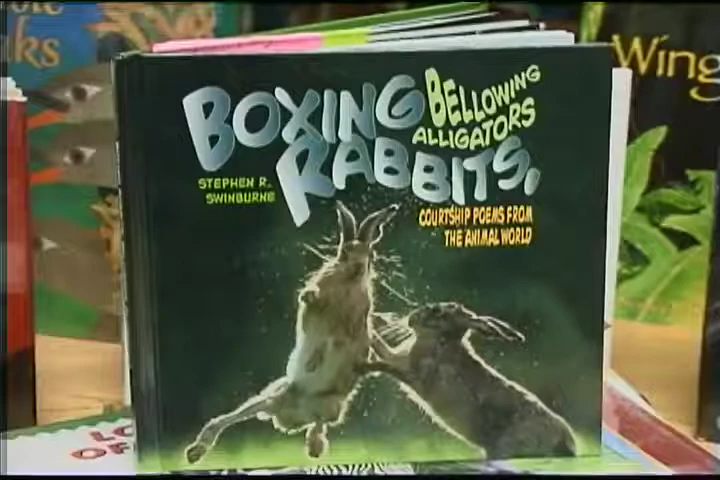 BOXING
RABBITS,
BELLOWING
ALLIGATORS
STEPHEN R.
SWINBURNE
COURTSHIP POEMS FROM
THE ANIMAL WORLD
Wing